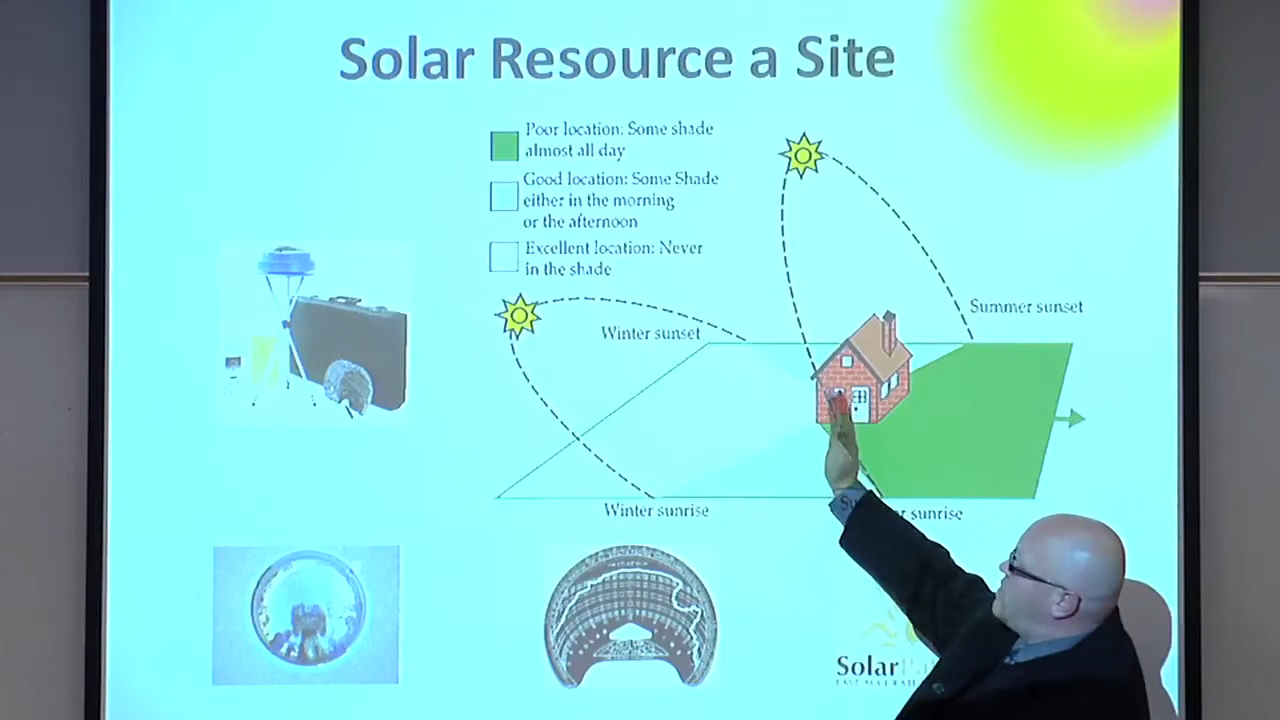 Solar Resource a Site
Poor location: Some shade
almost all day
Good location: Some Shade
either in the morning
or the afternoon
Excellent location: Never
in the shade
Summer sunset
Winter sunset
Winter sunrise
sunrise
Solar